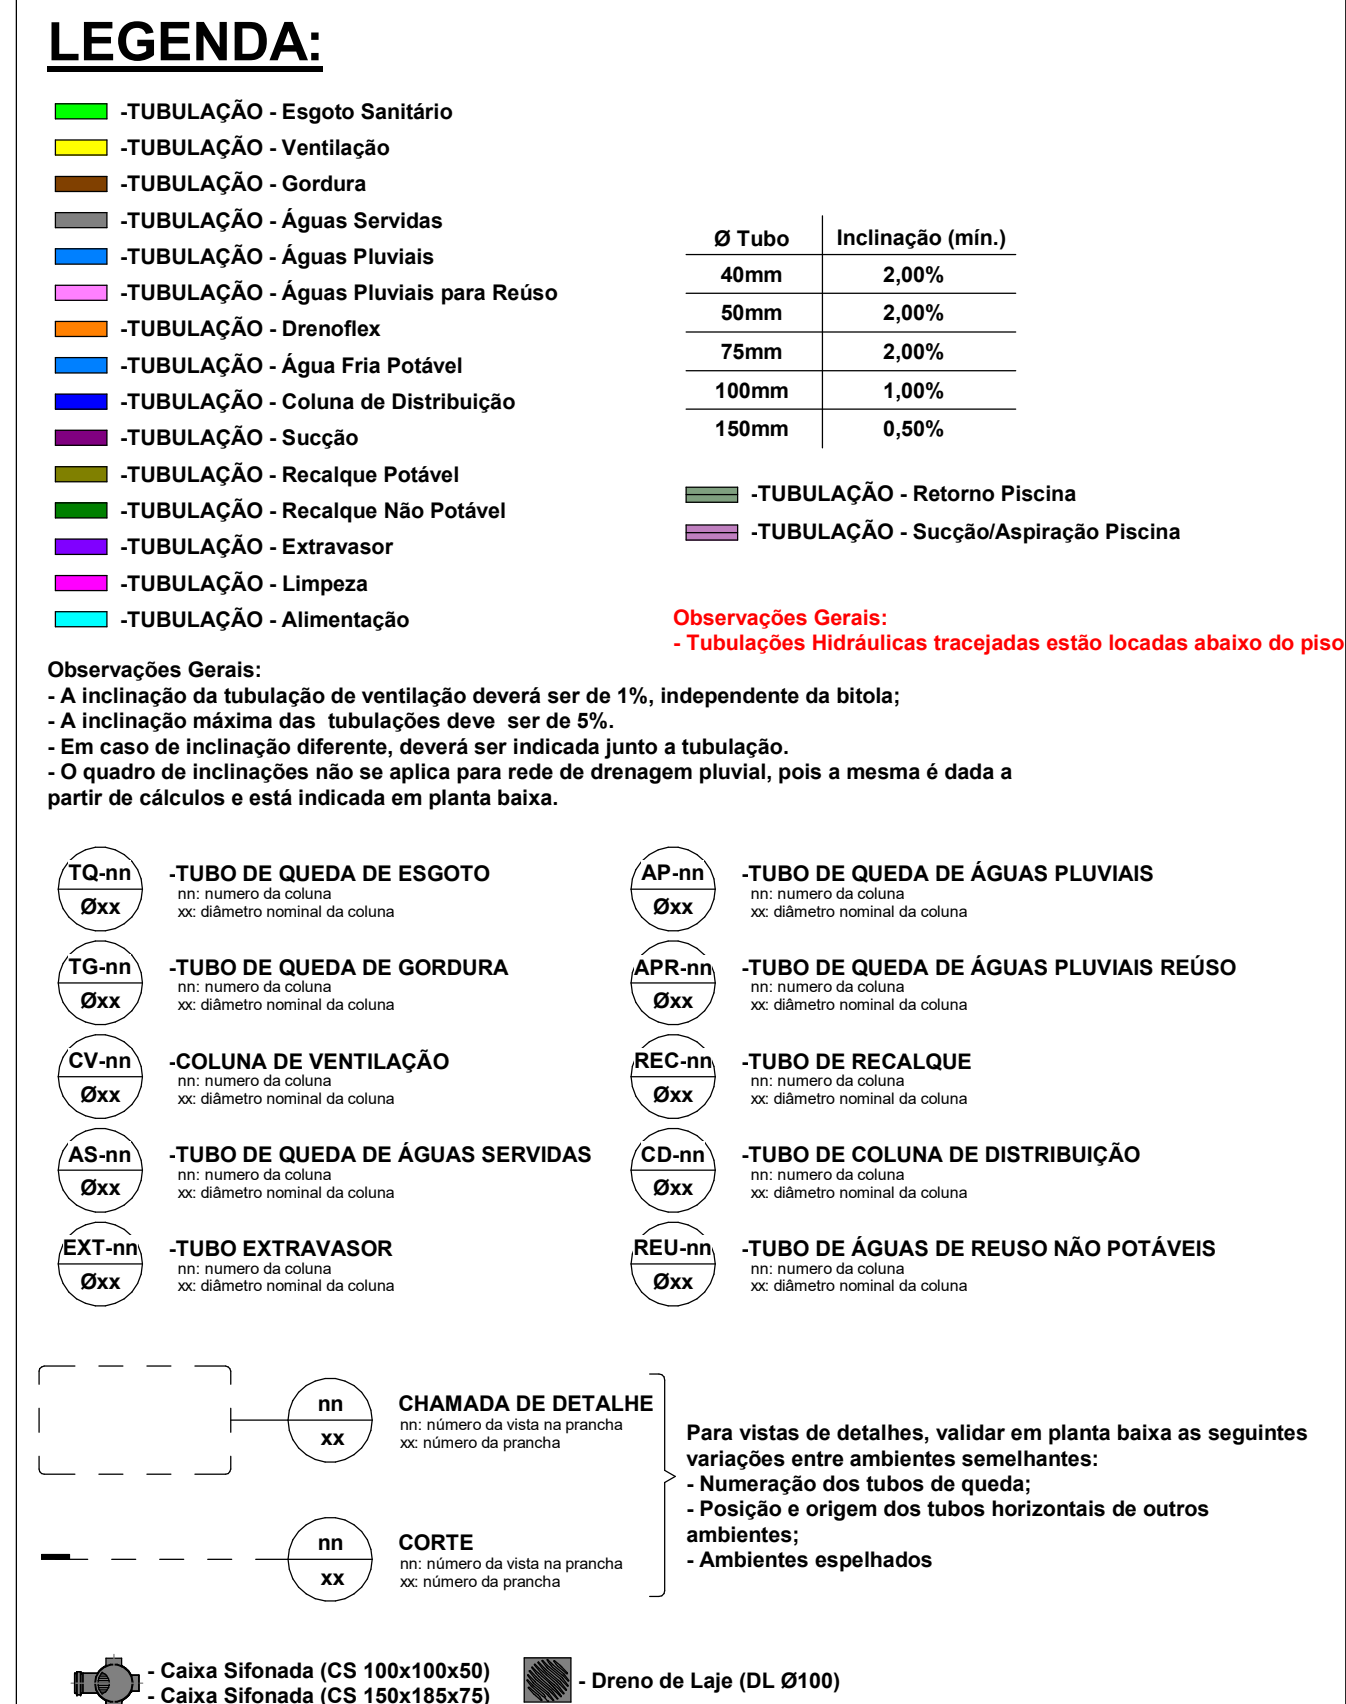 LEGENDA:
-TUBULAÇÃO - Esgoto Sanitário
-TUBULAÇÃO - Ventilação
-TUBULAÇÃO - Gordura
-TUBULAÇÃO - Águas Servidas
-TUBULAÇÃO - Águas Pluviais
-TUBULAÇÃO - Águas Pluviais para Reúso
-TUBULAÇÃO - Drenoflex
-TUBULAÇÃO - Água Fria Potável
-TUBULAÇÃO - Coluna de Distribuição
-TUBULAÇÃO - Sucção
-TUBULAÇÃO - Recalque Potável
-TUBULAÇÃO - Recalque Não Potável
-TUBULAÇÃO - Extravasor
-TUBULAÇÃO - Limpeza
-TUBULAÇÃO - Alimentação
Ø Tubo Inclinação (mín.)
40mm 2,00%
50mm 2,00%
75mm 2,00%
100mm 1,00%
150mm 0,50%
-TUBULAÇÃO - Retorno Piscina
-TUBULAÇÃO - Sucção/Aspiração Piscina
Observações Gerais:
- Tubulações Hidráulicas tracejadas estão locadas abaixo do piso
Observações Gerais:
- A inclinação da tubulação de ventilação deverá ser de 1%, independente da bitola;
- A inclinação máxima das tubulações deve ser de 5%.
- Em caso de inclinação diferente, deverá ser indicada junto a tubulação.
- O quadro de inclinações não se aplica para rede de drenagem pluvial, pois a mesma é dada a
partir de cálculos e está indicada em planta baixa.
TQ-nn
Øxx
-TUBO DE QUEDA DE ESGOTO
nn: numero da coluna
xx: diâmetro nominal da coluna
AP-nn
Øxx
-TUBO DE QUEDA DE ÁGUAS PLUVIAIS
nn: numero da coluna
xx: diâmetro nominal da coluna
TG-nn
Øxx
-TUBO DE QUEDA DE GORDURA
nn: numero da coluna
xx: diâmetro nominal da coluna
APR-nn
Øxx
-TUBO DE QUEDA DE ÁGUAS PLUVIAIS REÚSO
nn: numero da coluna
xx: diâmetro nominal da coluna
CV-nn
Øxx
-COLUNA DE VENTILAÇÃO
nn: numero da coluna
xx: diâmetro nominal da coluna
REC-nn
Øxx
-TUBO DE RECALQUE
nn: numero da coluna
xx: diâmetro nominal da coluna
AS-nn
Øxx
-TUBO DE QUEDA DE ÁGUAS SERVIDAS
nn: numero da coluna
xx: diâmetro nominal da coluna
CD-nn
Øxx
-TUBO DE COLUNA DE DISTRIBUIÇÃO
nn: numero da coluna
xx: diâmetro nominal da coluna
EXT-nn
Øxx
-TUBO EXTRAVASOR
nn: numero da coluna
xx: diâmetro nominal da coluna
REU-nn
Øxx
-TUBO DE ÁGUAS DE REUSO NÃO POTÁVEIS
nn: numero da coluna
xx: diâmetro nominal da coluna
nn
xx
CHAMADA DE DETALHE
nn: número da vista na prancha
xx: número da prancha
nn
xx
CORTE
nn: número da vista na prancha
xx: número da prancha
Para vistas de detalhes, validar em planta baixa as seguintes
variações entre ambientes semelhantes:
- Numeração dos tubos de queda;
- Posição e origem dos tubos horizontais de outros
ambientes;
- Ambientes espelhados
- Caixa Sifonada (CS 100x100x50)
- Caixa Sifonada (CS 150x185x75)
- Dreno de Laje (DL Ø100)